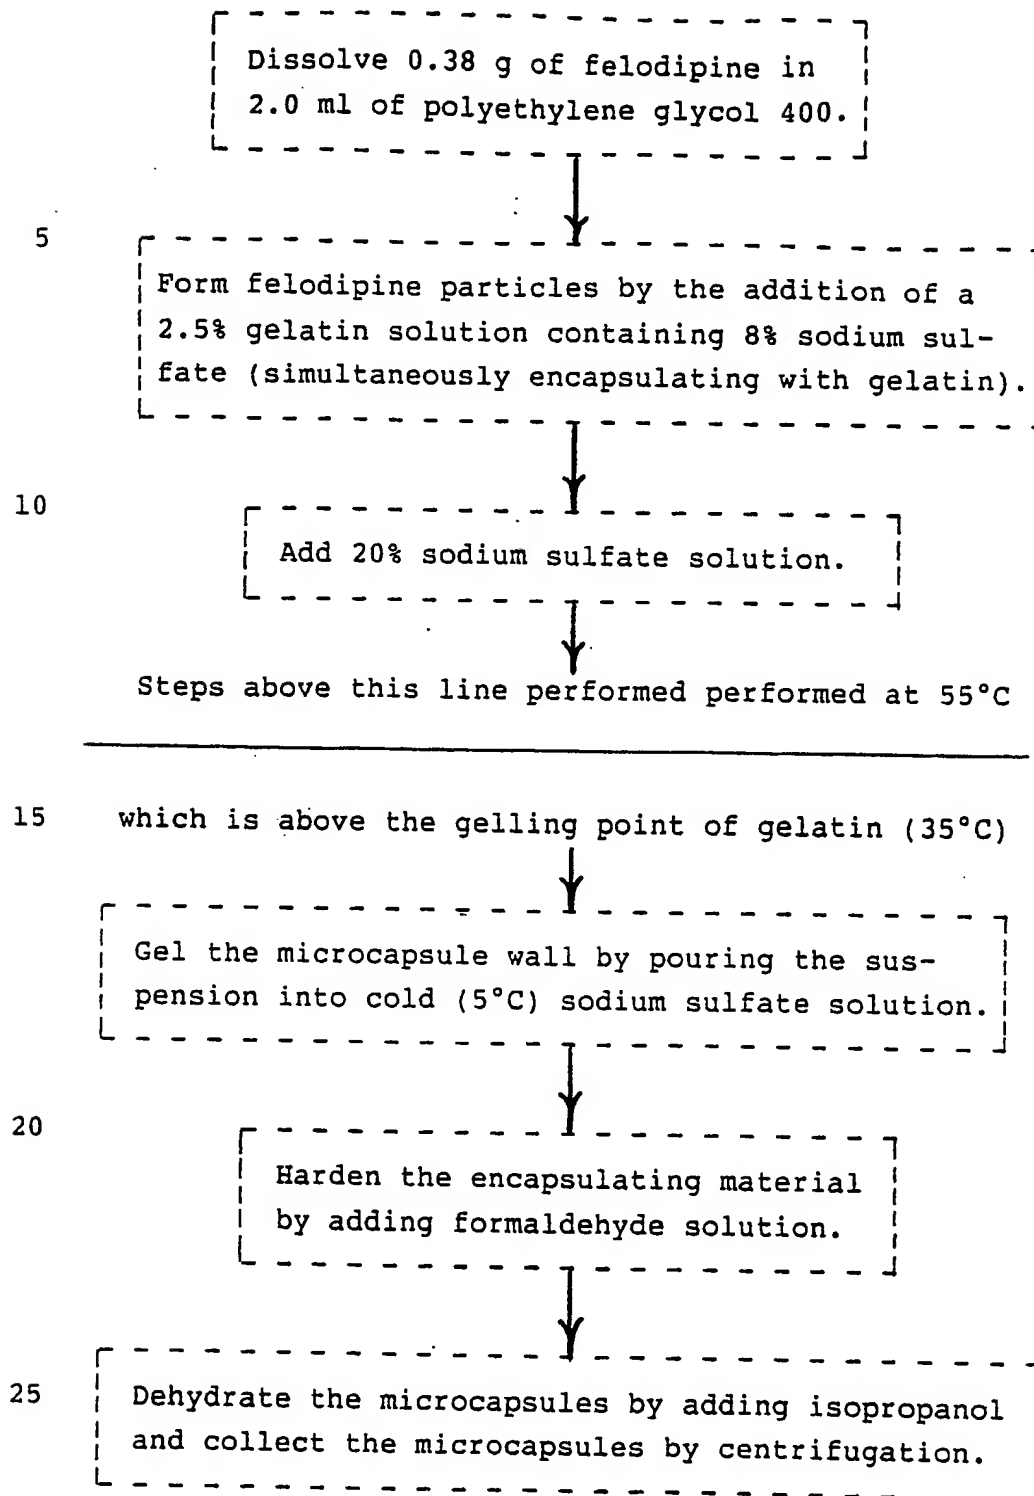 Dissolve 0.38 g of felodipine in
2.0 ml of polyethylene glycol 400.
5
Form felodipine particles by the addition of a
2.5% gelatin solution containing 8% sodium sul-
fate (simultaneously encapsulating with gelatin).
10
Add 20% sodium sulfate solution.
Steps above this line performed performed at 55°C
15 which is above the gelling point of gelatin (35°C)
Gel the microcapsule wall by pouring the sus-
pension into cold (5°C) sodium sulfate solution.
20
Harden the encapsulating material
by adding formaldehyde solution.
25 Dehydrate the microcapsules by adding isopropanol
and collect the microcapsules by centrifugation.